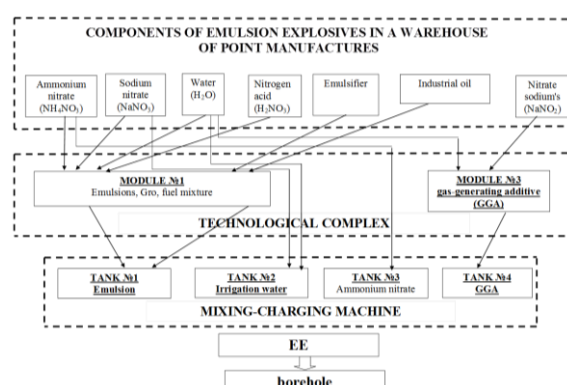 COMPONENTS OF EMULSION EXPLOSIVES IN A WAREHOUSE
OF POINT MANUFACTURES
Ammonium
nitrate
(NH₄NO₃)
Sodium
nitrate
(NaNO₃)
Water
(H₂O)
Nitrogen
acid
(H₂NO₃)
Emulsifier
Industrial oil
Nitrate
sodium's
(NaNO₂)
MODULE №1
Emulsions, Gro, fuel mixture
MODULE №3
gas-generating additive
(GGA)
TECHNOLOGICAL COMPLEX
TANK №1
Emulsion
TANK №2
Irrigation water
TANK №3
Ammonium nitrate
TANK №4
GGA
MIXING-CHARGING MACHINE
EE
borehole